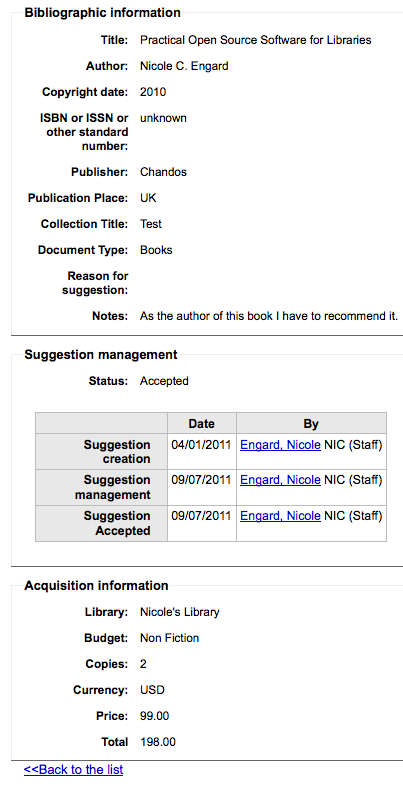 Bibliographic information
Title: Practical Open Source Software for Libraries
Author: Nicole C. Engard
Copyright date: 2010
ISBN or ISSN or unknown
other standard
number:
Publisher: Chandos
Publication Place: UK
Collection Title: Test
Document Type: Books
Reason for
suggestion:
Notes: As the author of this book I have to recommend it.
Suggestion management
Status: Accepted
Date By
Suggestion 04/01/2011 Engard, Nicole NIC (Staff)
creation
Suggestion 09/07/2011 Engard, Nicole NIC (Staff)
management
Suggestion 09/07/2011 Engard, Nicole NIC (Staff)
Accepted
Acquisition information
Library: Nicole's Library
Budget: Non Fiction
Copies: 2
Currency: USD
Price: 99.00
Total 198.00
<<Back to the list